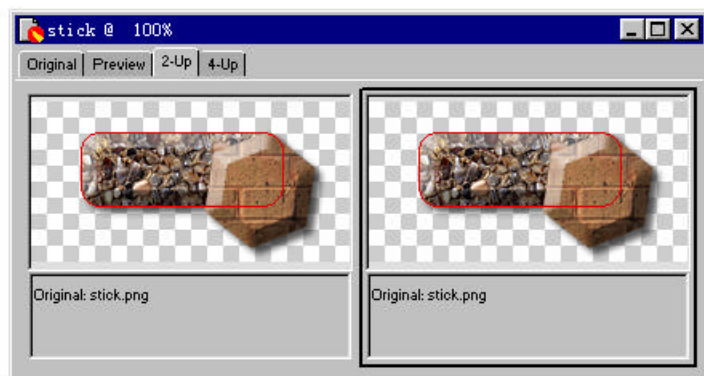 stick @ 100%
Original Preview 2-Up 4-Up
Original: stick.png
Original: stick.png